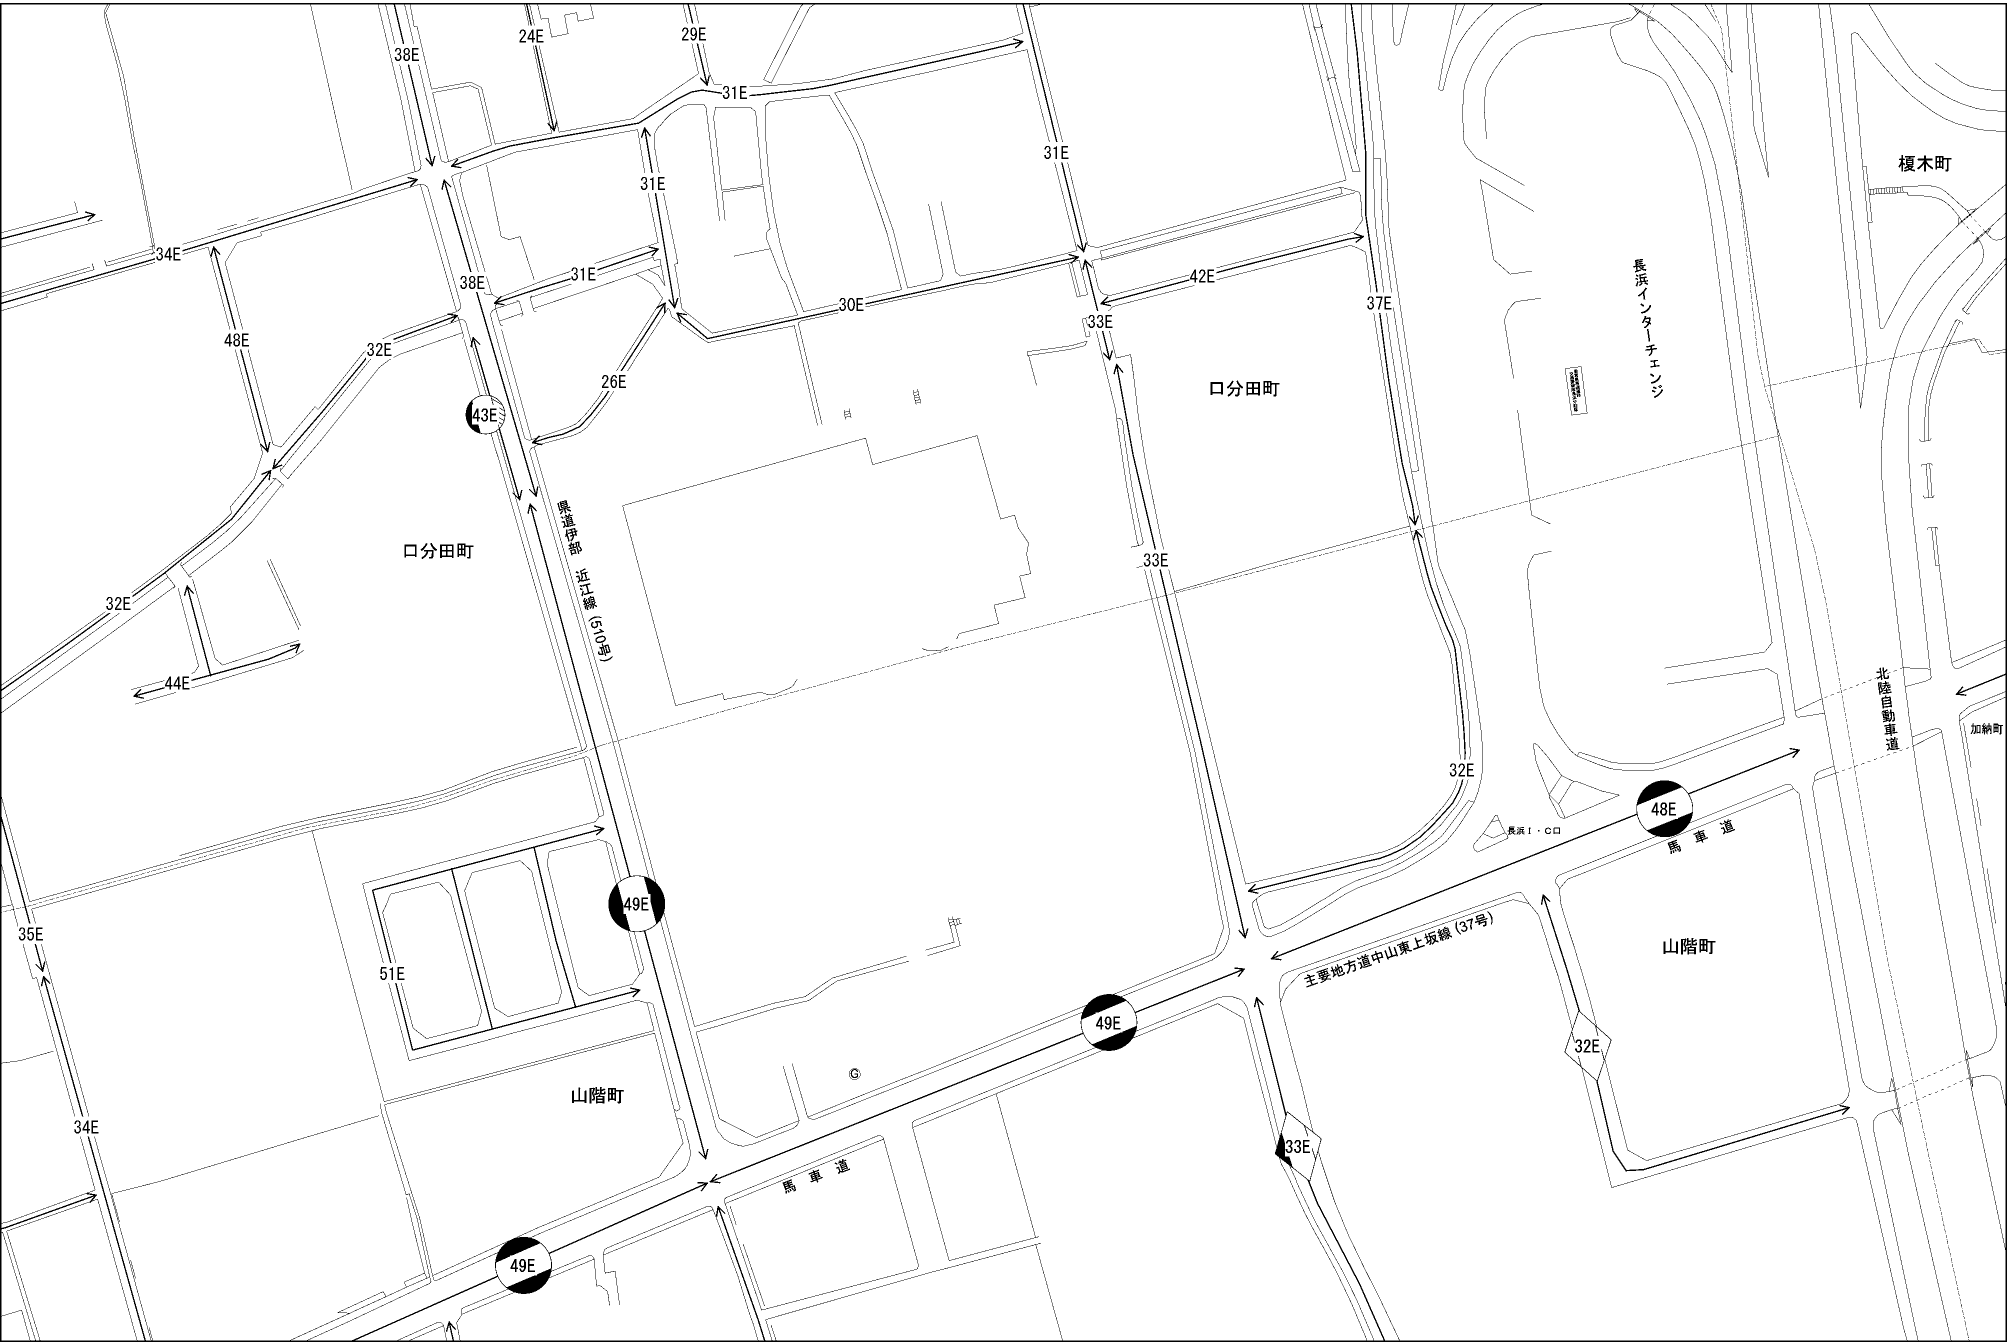 24E
29E
38E
31E
31E
榎木町
31E
34E
38E
31E
42E
長浜インターチェンジ
30E
37E
33E
48E
32E
26E
口分田町
43E
県道伊部 近江線(510号)
口分田町
33E
32E
44E
北陸自動車道
加納町
32E
48E
長浜I・C口
馬車道
49E
35E
主要地方道中山東上坂線(37号)
山階町
51E
49E
32E
G
山階町
34E
33E
馬車道
49E